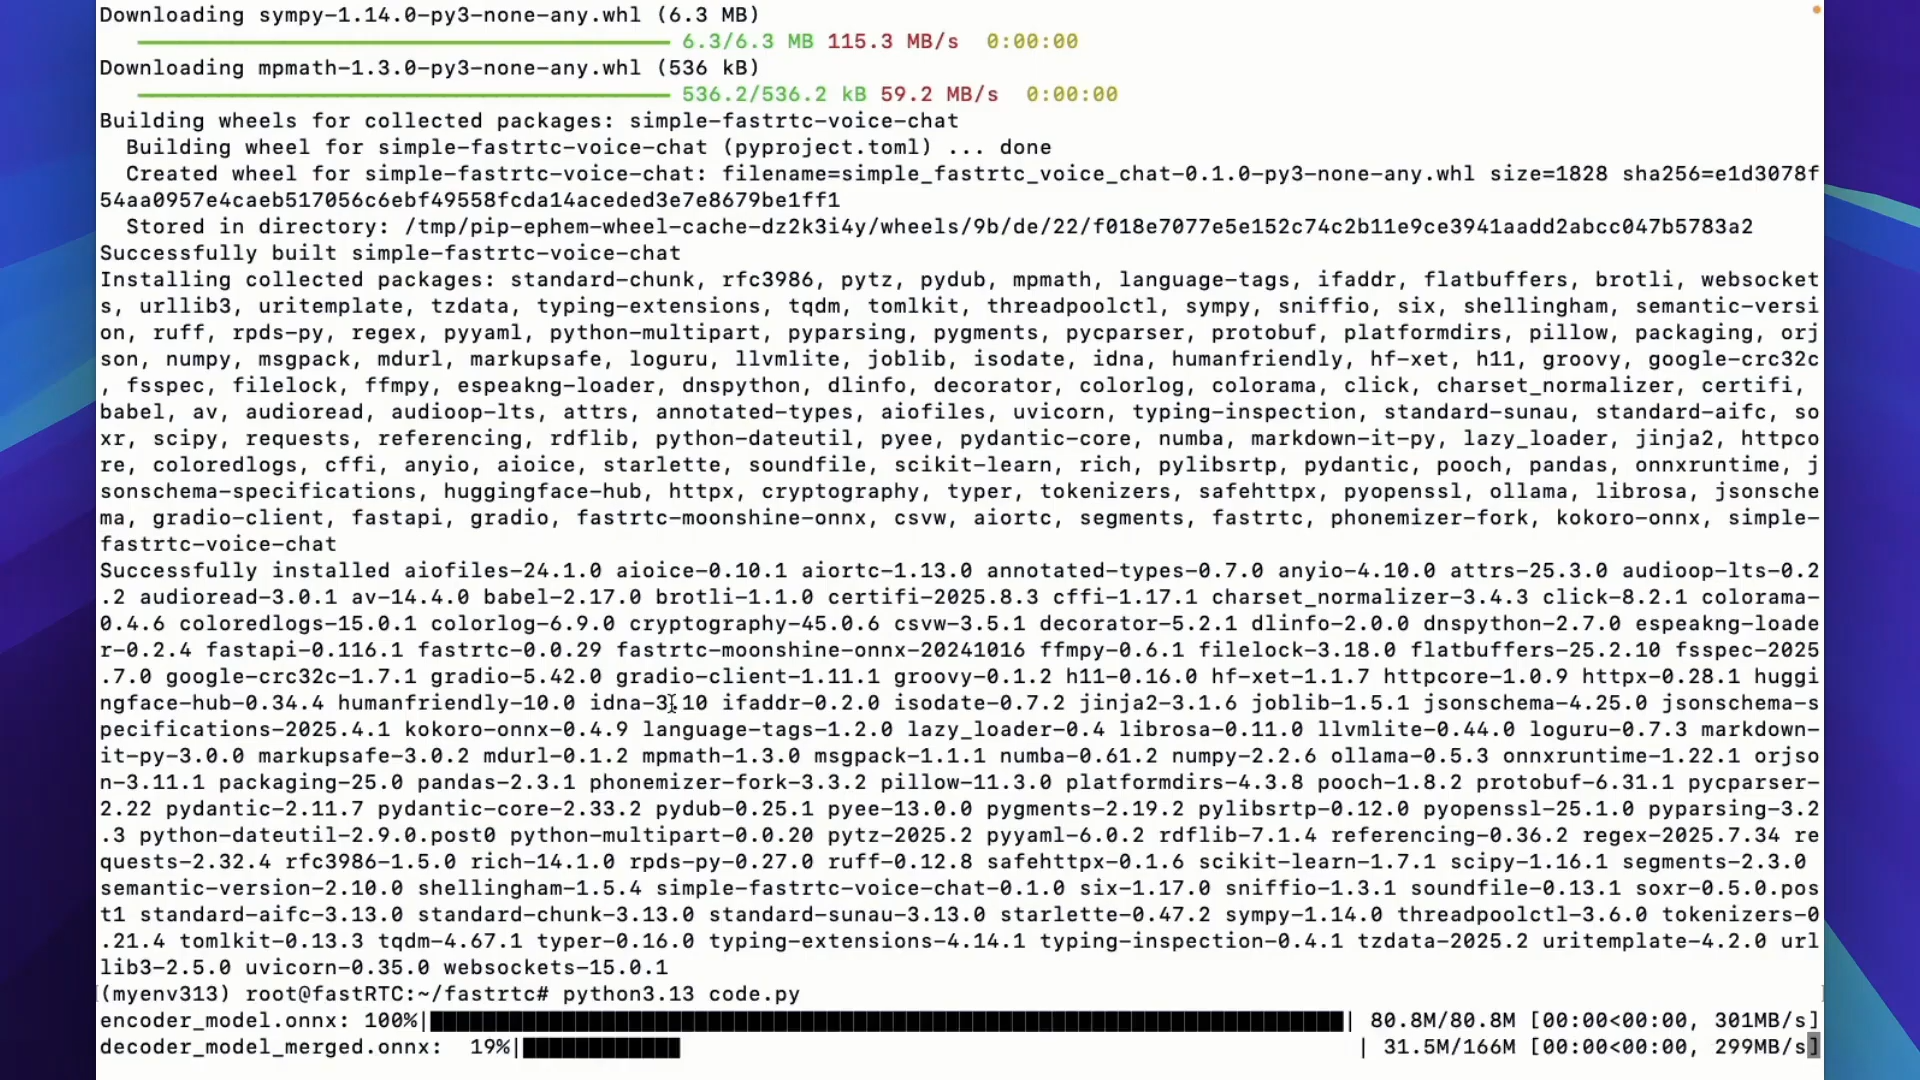 Downloading sympy-1.14.0-py3-none-any.whl (6.3 MB)
6.3/6.3 MB 115.3 MB/s 0:00:00
Downloading mpmath-1.3.0-py3-none-any.whl (536 kB)
536.2/536.2 kB 59.2 MB/s 0:00:00
Building wheels for collected packages: simple-fastrtc-voice-chat
Building wheel for simple-fastrtc-voice-chat (pyproject.toml) ... done
Created wheel for simple-fastrtc-voice-chat: filename=simple_fastrtc_voice_chat-0.1.0-py3-none-any.whl size=1828 sha256=e1d3078f
54aa0957e4caeb517056c6ebf49558fcda14aceded3e7e8679be1ff1
Stored in directory: /tmp/pip-ephem-wheel-cache-dz2k3i4y/wheels/9b/de/22/f018e7077e5e152c74c2b11e9ce3941aadd2abcc047b5783a2
Successfully built simple-fastrtc-voice-chat
Installing collected packages: standard-chunk, rfc3986, pytz, pydub, mpmath, language-tags, ifaddr, flatbuffers, brotli, websocket
s, urllib3, uritemplate, tzdata, typing-extensions, tqdm, tomlkit, threadpoolctl, sympy, sniffio, six, shellingham, semantic-versi
on, ruff, rpds-py, regex, pyyaml, python-multipart, pyparsing, pygments, pycparser, protobuf, platformdirs, pillow, packaging, orj
son, numpy, msgpack, mdurl, markupsafe, loguru, llvmlite, joblib, isodate, idna, humanfriendly, hf-xet, h11, groovy, google-crc32c
, fsspec, filelock, ffmpy, espeakng-loader, dnspython, dlinfo, decorator, colorlog, colorama, click, charset_normalizer, certifi,
babel, av, audioread, audioop-lts, attrs, annotated-types, aiofiles, uvicorn, typing-inspection, standard-sunau, standard-aifc, so
xr, scipy, requests, referencing, rdflib, python-dateutil, pyee, pydantic-core, numba, markdown-it-py, lazy_loader, jinja2, httpco
re, coloredlogs, cffi, anyio, aioice, starlette, soundfile, scikit-learn, rich, pylibsrtp, pydantic, pooch, pandas, onnxruntime, j
sonschema-specifications, huggingface-hub, httpx, cryptography, typer, tokenizers, safehttpx, pyopenssl, ollama, librosa, jsonsche
ma, gradio-client, fastapi, gradio, fastrtc-moonshine-onnx, csvw, aiortc, segments, fastrtc, phonemizer-fork, kokoro-onnx, simple-
fastrtc-voice-chat
Successfully installed aiofiles-24.1.0 aioice-0.10.1 aiortc-1.13.0 annotated-types-0.7.0 anyio-4.10.0 attrs-25.3.0 audioop-lts-0.2
.2 audioread-3.0.1 av-14.4.0 babel-2.17.0 brotli-1.1.0 certifi-2025.8.3 cffi-1.17.1 charset_normalizer-3.4.3 click-8.2.1 colorama-
0.4.6 coloredlogs-15.0.1 colorlog-6.9.0 cryptography-45.0.6 csvw-3.5.1 decorator-5.2.1 dlinfo-2.0.0 dnspython-2.7.0 espeakng-loade
r-0.2.4 fastapi-0.116.1 fastrtc-0.0.29 fastrtc-moonshine-onnx-20241016 ffmpy-0.6.1 filelock-3.18.0 flatbuffers-25.2.10 fsspec-2025
.7.0 google-crc32c-1.7.1 gradio-5.42.0 gradio-client-1.11.1 groovy-0.1.2 h11-0.16.0 hf-xet-1.1.7 httpcore-1.0.9 httpx-0.28.1 huggi
ngface-hub-0.34.4 humanfriendly-10.0 idna-3.10 ifaddr-0.2.0 isodate-0.7.2 jinja2-3.1.6 joblib-1.5.1 jsonschema-4.25.0 jsonschema-s
pecifications-2025.4.1 kokoro-onnx-0.4.9 language-tags-1.2.0 lazy_loader-0.4 librosa-0.11.0 llvmlite-0.44.0 loguru-0.7.3 markdown-
it-py-3.0.0 markupsafe-3.0.2 mdurl-0.1.2 mpmath-1.3.0 msgpack-1.1.1 numba-0.61.2 numpy-2.2.6 ollama-0.5.3 onnxruntime-1.22.1 orjso
n-3.11.1 packaging-25.0 pandas-2.3.1 phonemizer-fork-3.3.2 pillow-11.3.0 platformdirs-4.3.8 pooch-1.8.2 protobuf-6.31.1 pycparser-
2.22 pydantic-2.11.7 pydantic-core-2.33.2 pydub-0.25.1 pyee-13.0.0 pygments-2.19.2 pylibsrtp-0.12.0 pyopenssl-25.1.0 pyparsing-3.2
.3 python-dateutil-2.9.0.post0 python-multipart-0.0.20 pytz-2025.2 pyyaml-6.0.2 rdflib-7.1.4 referencing-0.36.2 regex-2025.7.34 re
quests-2.32.4 rfc3986-1.5.0 rich-14.1.0 rpds-py-0.27.0 ruff-0.12.8 safehttpx-0.1.6 scikit-learn-1.7.1 scipy-1.16.1 segments-2.3.0
semantic-version-2.10.0 shellingham-1.5.4 simple-fastrtc-voice-chat-0.1.0 six-1.17.0 sniffio-1.3.1 soundfile-0.13.1 soxr-0.5.0.pos
t1 standard-aifc-3.13.0 standard-chunk-3.13.0 standard-sunau-3.13.0 starlette-0.47.2 sympy-1.14.0 threadpoolctl-3.6.0 tokenizers-0
.21.4 tomlkit-0.13.3 tqdm-4.67.1 typer-0.16.0 typing-extensions-4.14.1 typing-inspection-0.4.1 tzdata-2025.2 uritemplate-4.2.0 url
lib3-2.5.0 uvicorn-0.35.0 websockets-15.0.1
(myenv313) root@fastRTC:~/fastrtc# python3.13 code.py
encoder_model.onnx: 100%| | 80.8M/80.8M [00:00<00:00, 301MB/s]
decoder_model_merged.onnx: 19%| | 31.5M/166M [00:00<00:00, 299MB/s]